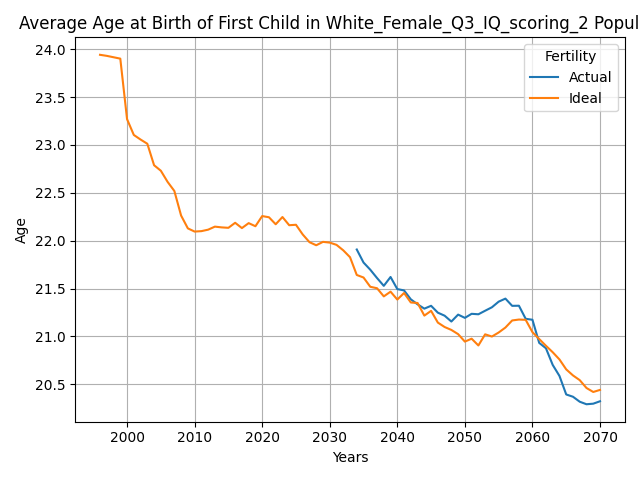 Average Age at Birth of First Child in White_Female_Q3_IQ_scoring_2 Popul
Fertility
Actual
Ideal
24.0
23.5
23.0
22.5
22.0
21.5
21.0
20.5
Age
2000 2010 2020 2030 2040 2050 2060 2070
Years